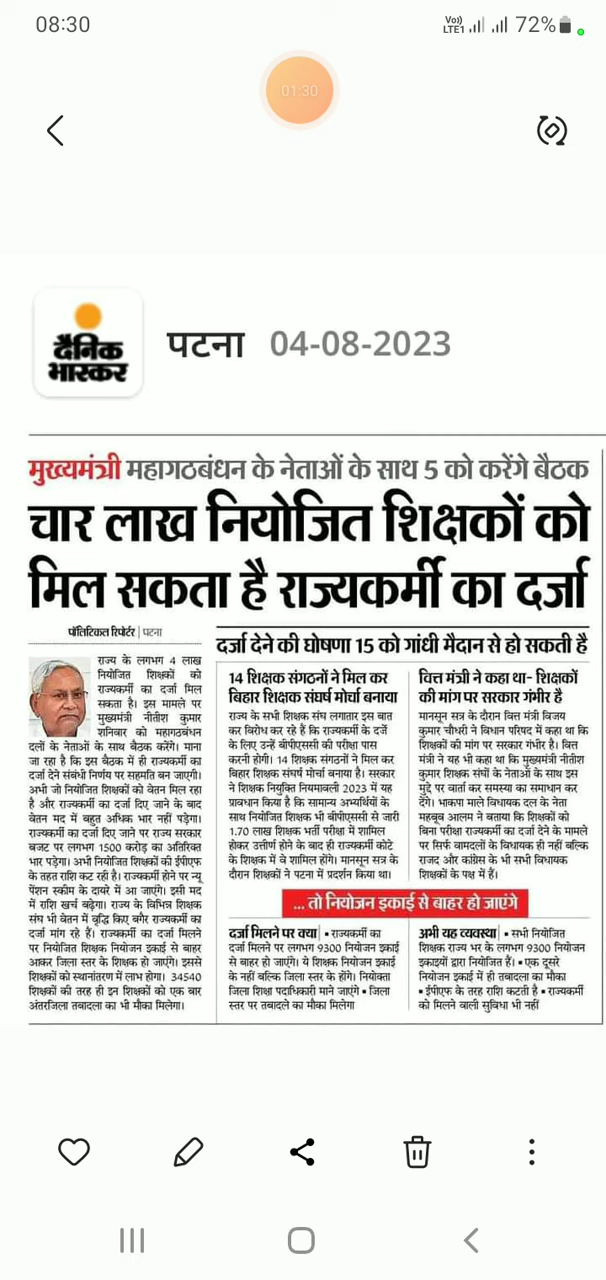 08:30
Vo))
LTE1
72%
01:30
दैनिक
भास्कर
पटना 04-08-2023
मुख्यमंत्री महागठबंधन के नेताओं के साथ 5 को करेंगे बैठक
चार लाख नियोजित शिक्षकों को
मिल सकता है राज्यकर्मी का दर्जा
पॉलिटिकल रिपोर्टर | पटना
राज्य के लगभग 4 लाख
नियोजित शिक्षकों को
राज्यकर्मी का दर्जा मिल
सकता है। इस मामले पर
मुख्यमंत्री नीतीश कुमार
शनिवार को महागठबंधन
दलों के नेताओं के साथ बैठक करेंगे। माना
जा रहा है कि इस बैठक में ही राज्यकर्मी का
दर्जा देने संबंधी निर्णय पर सहमति बन जाएगी।
अभी जो नियोजित शिक्षकों को वेतन मिल रहा
है और राज्यकर्मी का दर्जा दिए जाने के बाद
वेतन मद में बहुत अधिक भार नहीं पड़ेगा।
राज्यकर्मी का दर्जा दिए जाने पर राज्य सरकार
बजट पर लगभग 1500 करोड़ का अतिरिक्त
भार पड़ेगा। अभी नियोजित शिक्षकों की ईपीएफ
के तहत राशि कट रही है। राज्यकर्मी होने पर न्यू
पेंशन स्कीम के दायरे में आ जाएंगे। इसी मद
में राशि खर्च बढ़ेगा। राज्य के विभिन्न शिक्षक
संघ भी वेतन में वृद्धि किए बगैर राज्यकर्मी का
दर्जा मांग रहे हैं। राज्यकर्मी का दर्जा मिलने
पर नियोजित शिक्षक नियोजन इकाई से बाहर
आकर जिला स्तर के शिक्षक हो जाएंगे। इससे
शिक्षकों को स्थानांतरण में लाभ होगा। 34540
शिक्षकों की तरह ही इन शिक्षकों को एक बार
अंतरजिला तबादला का भी मौका मिलेगा।
दर्जा देने की घोषणा 15 को गांधी मैदान से हो सकती है
14 शिक्षक संगठनों ने मिल कर
बिहार शिक्षक संघर्ष मोर्चा बनाया
राज्य के सभी शिक्षक संघ लगातार इस बात
का विरोध कर रहे हैं कि राज्यकर्मी के दर्जे
के लिए उन्हें बीपीएससी की परीक्षा पास
करनी होगी। 14 शिक्षक संगठनों ने मिल कर
बिहार शिक्षक संघर्ष मोर्चा बनाया है। सरकार
ने शिक्षक नियुक्ति नियमावली 2023 में यह
प्रावधान किया है कि सामान्य अभ्यर्थियों के
साथ नियोजित शिक्षक भी बीपीएससी से जारी
1.70 लाख शिक्षक भर्ती परीक्षा में शामिल
होकर उत्तीर्ण होने के बाद ही राज्यकर्मी कोटे
के शिक्षक में वे शामिल होंगे। मानसून सत्र के
दौरान शिक्षकों ने पटना में प्रदर्शन किया था।
वित्त मंत्री ने कहा था- शिक्षकों
की मांग पर सरकार गंभीर है
मानसून सत्र के दौरान वित्त मंत्री विजय
कुमार चौधरी ने विधान परिषद में कहा था कि
शिक्षकों की मांग पर सरकार गंभीर है। वित्त
मंत्री ने यह भी कहा था कि मुख्यमंत्री नीतीश
कुमार शिक्षक संघों के नेताओं के साथ इस
मुद्दे पर वार्ता कर समस्या का समाधान कर
देंगे। भाकपा माले विधायक दल के नेता
महबूब आलम ने बताया कि शिक्षकों को
बिना परीक्षा राज्यकर्मी का दर्जा देने के मामले
पर सिर्फ वामदलों के विधायक ही नहीं बल्कि
राजद और कांग्रेस के भी सभी विधायक
शिक्षकों के पक्ष में हैं।
... तो नियोजन इकाई से बाहर हो जाएंगे
दर्जा मिलने पर क्या | ▪ राज्यकर्मी का
दर्जा मिलने पर लगभग 9300 नियोजन इकाई
से बाहर हो जाएंगे। ये शिक्षक नियोजन इकाई
के नहीं बल्कि जिला स्तर के होंगे। नियोक्ता
जिला शिक्षा पदाधिकारी माने जाएंगे ▪ जिला
स्तर पर तबादले का मौका मिलेगा
अभी यह व्यवस्था | ▪ सभी नियोजित
शिक्षक राज्य भर के लगभग 9300 नियोजन
इकाइयों द्वारा नियोजित हैं। ▪ एक दूसरे
नियोजन इकाई में ही तबादला का मौका
▪ ईपीएफ के तहत राशि कटती है ▪ राज्यकर्मी
को मिलने वाली सुविधा भी नहीं